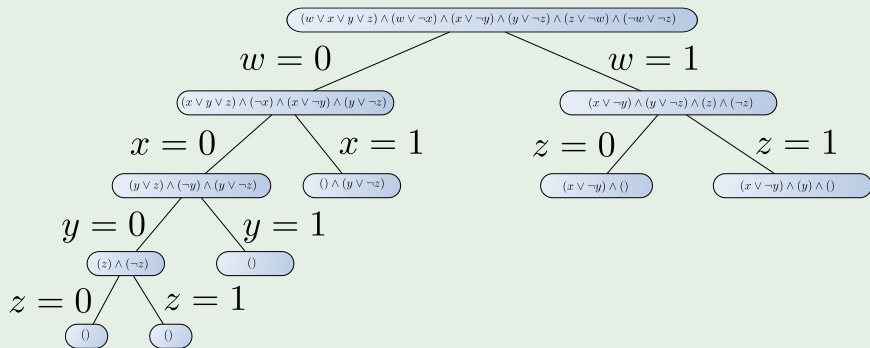 (w ∨ x ∨ y ∨ z) ∧ (w ∨ ¬x) ∧ (x ∨ ¬y) ∧ (y ∨ ¬z) ∧ (z ∨ ¬w) ∧ (¬w ∨ ¬z)
w = 0 w = 1
(x ∨ y ∨ z) ∧ (¬x) ∧ (x ∨ ¬y) ∧ (y ∨ ¬z) (x ∨ ¬y) ∧ (y ∨ ¬z) ∧ (z) ∧ (¬z)
x = 0 x = 1 z = 0 z = 1
(y ∨ z) ∧ (¬y) ∧ (y ∨ ¬z) () ∧ (y ∨ ¬z) (x ∨ ¬y) ∧ () (x ∨ ¬y) ∧ (y) ∧ ()
y = 0 y = 1
(z) ∧ (¬z) ()
z = 0 z = 1
() ()